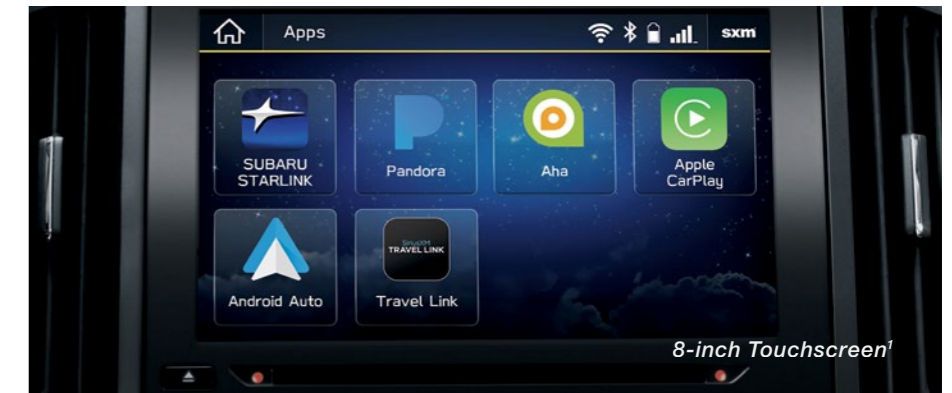 Apps
sxm
SUBARU
STARLINK
Pandora
Aha
Apple
CarPlay
SiriusXM
TRAVEL LINK
Android Auto
Travel Link
8-inch Touchscreen1